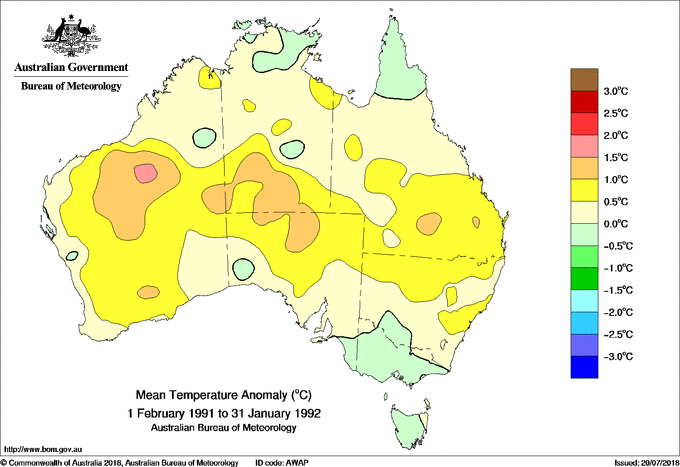 Australian Government
Bureau of Meteorology
3.0°C
2.5°C
2.0°C
1.5°C
1.0°C
0.5°C
0.0°C
-0.5°C
-1.0°C
-1.5°C
-2.0°C
-2.5°C
-3.0°C
Mean Temperature Anomaly (°C)
1 February 1991 to 31 January 1992
Australian Bureau of Meteorology
http://www.bom.gov.au
© Commonwealth of Australia 2018, Australian Bureau of Meteorology ID code: AWAP Issued: 20/07/2018